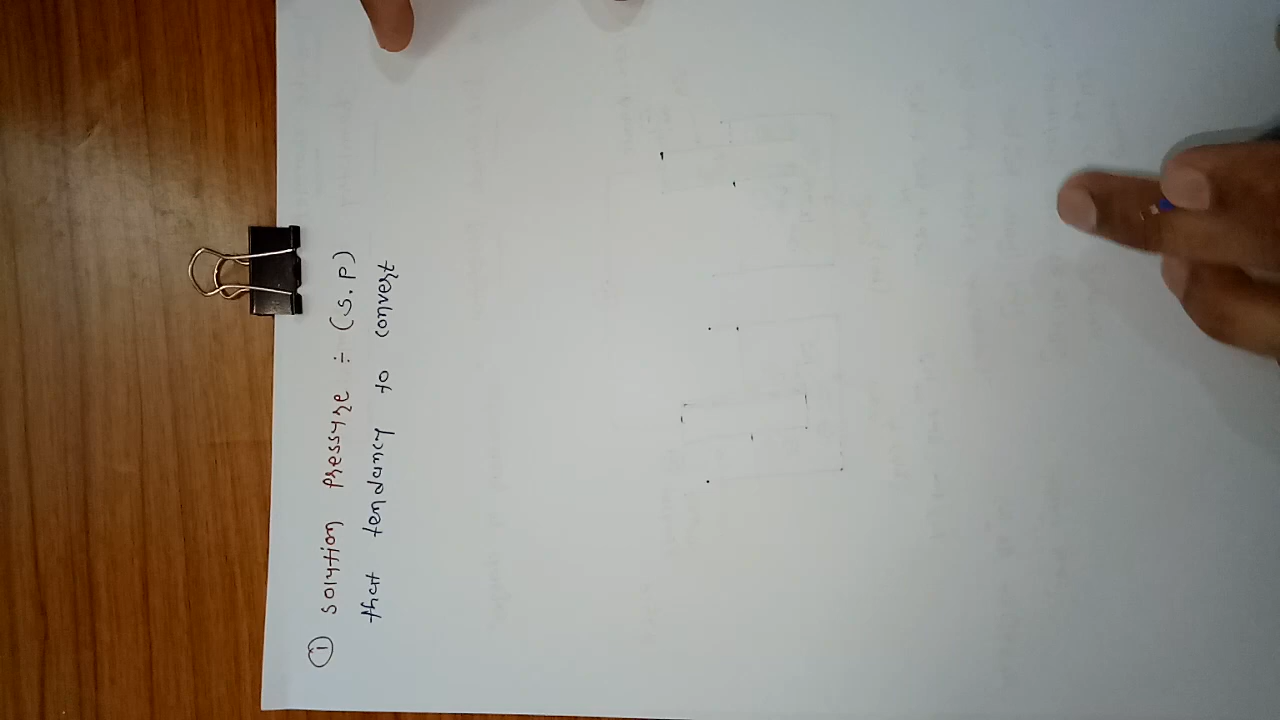 ① solution pressure ÷ (s.p)
that tendancy to convert